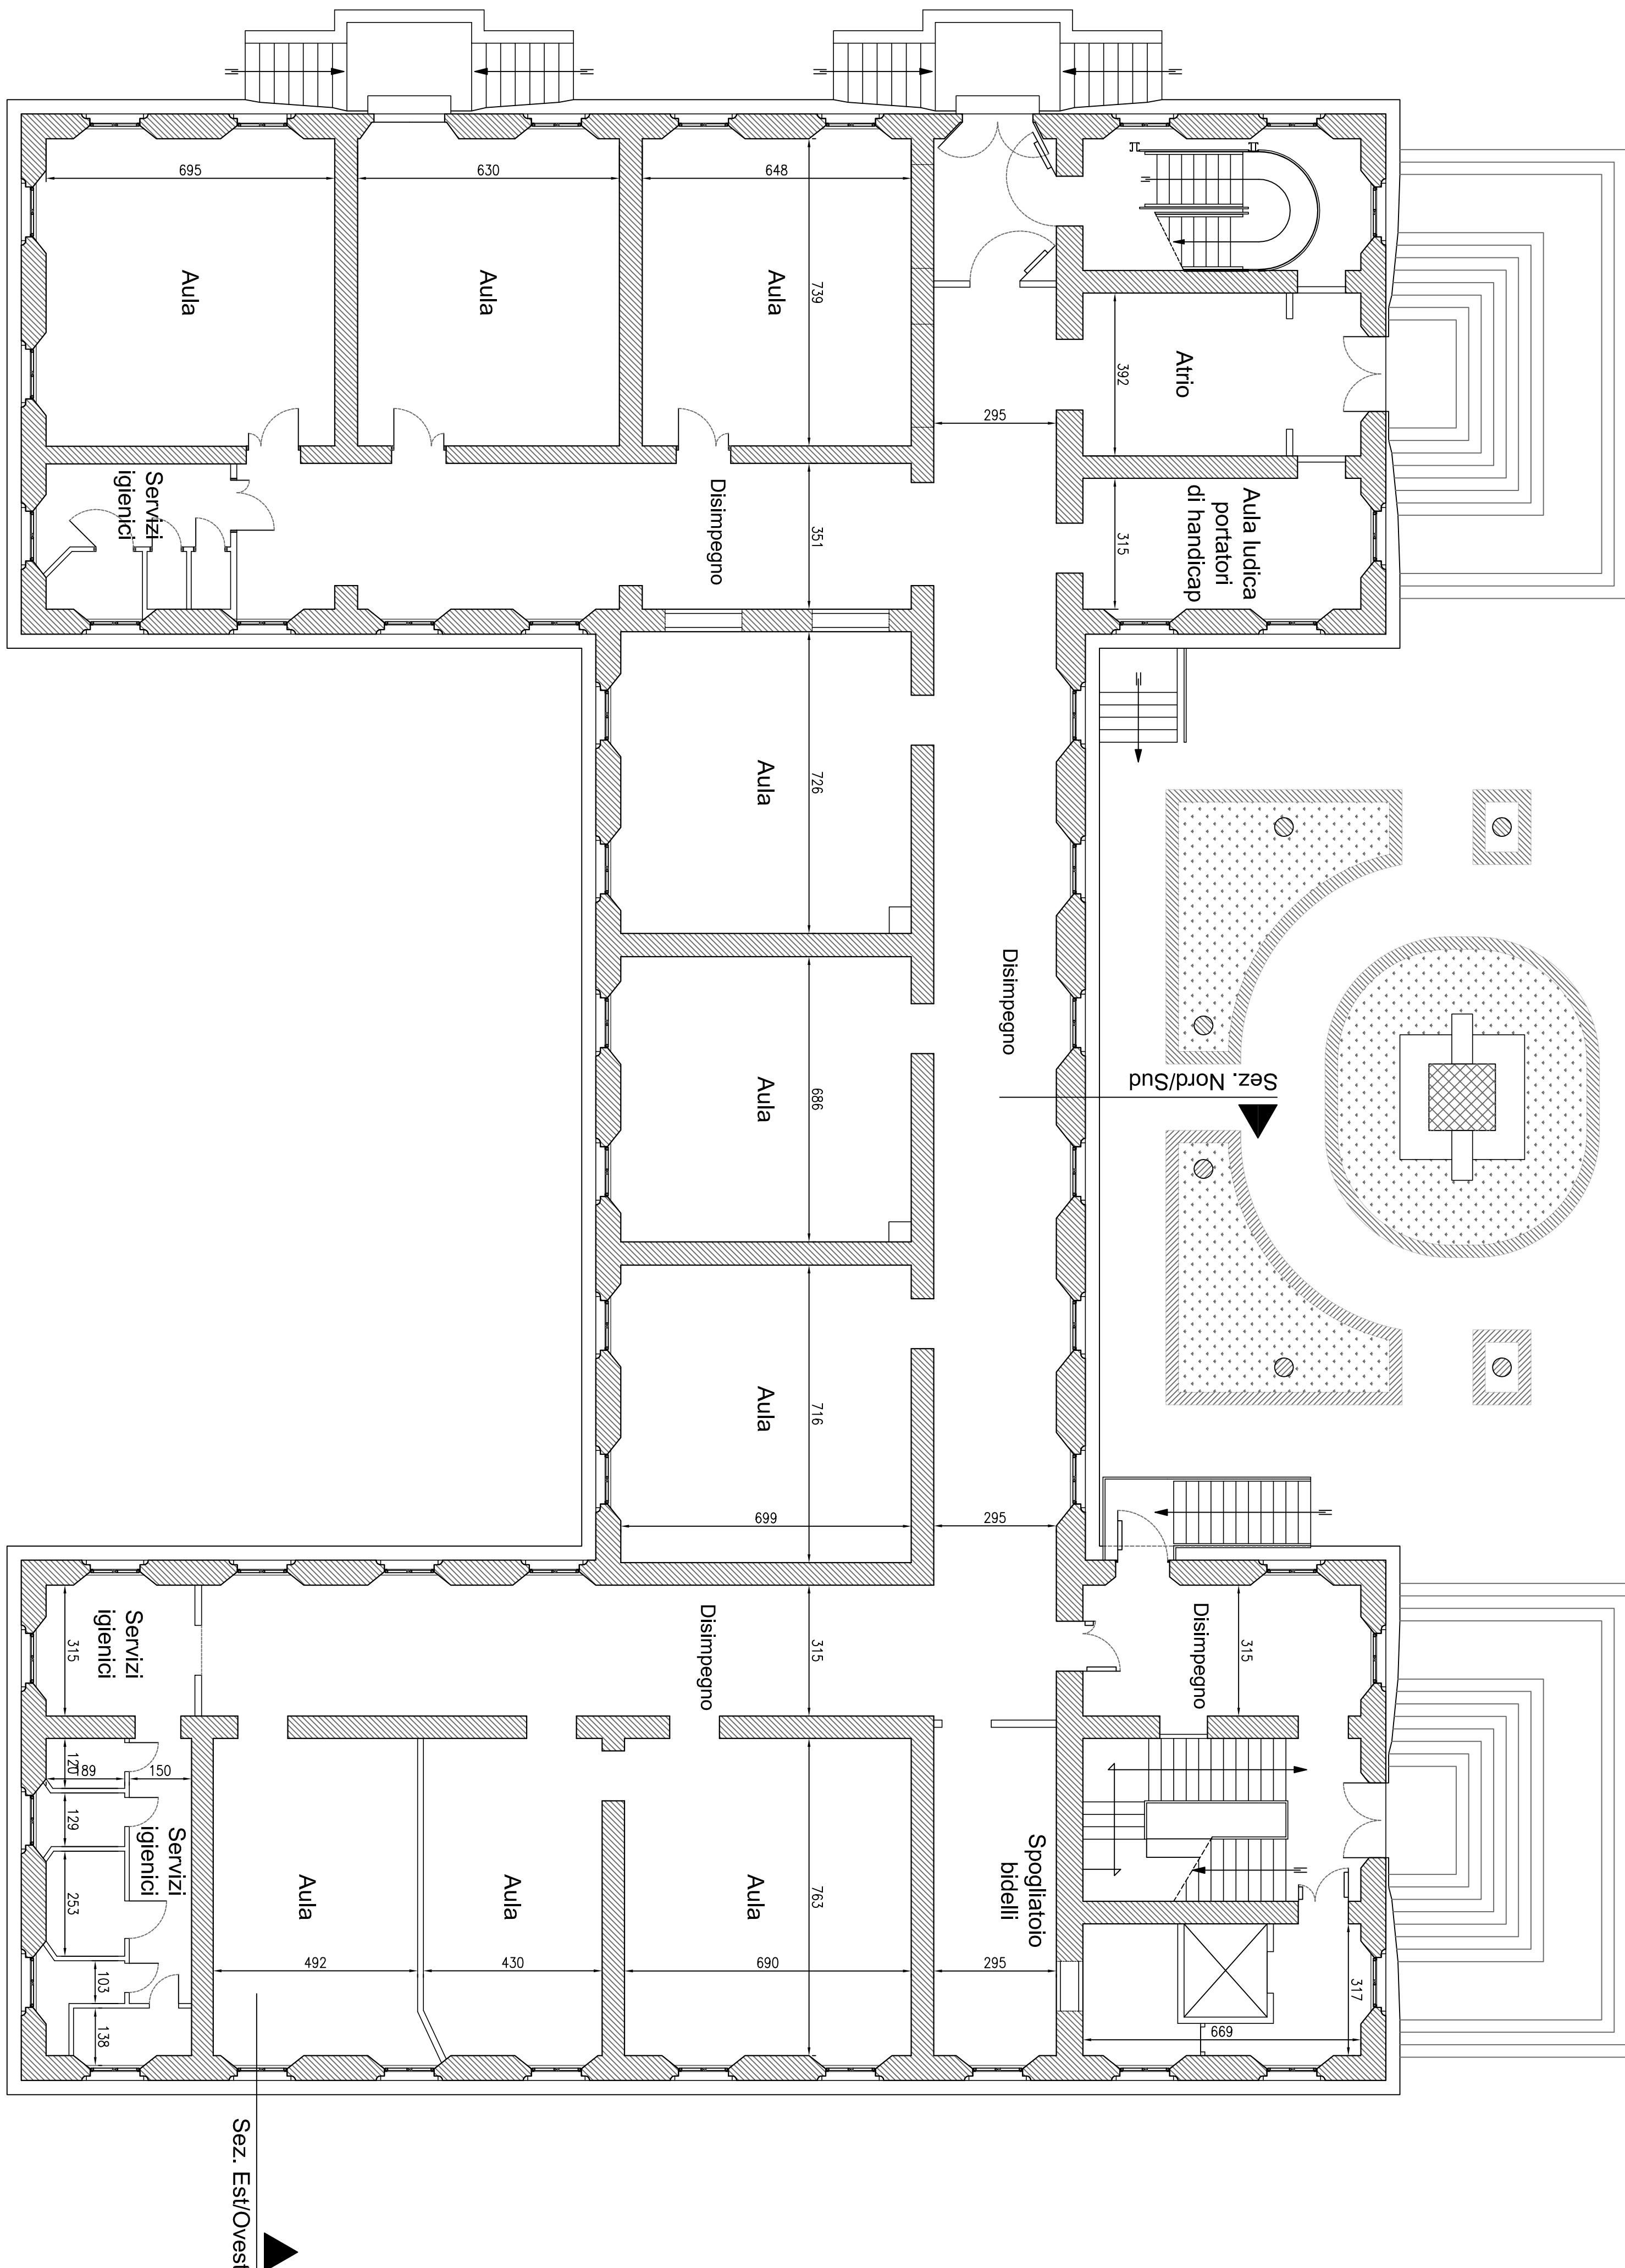 695
630
648
Aula
Aula
Aula
739
392
Atrio
295
Servizi
igienici
Disimpegno
351
315
Aula ludica
portatori
di handicap
Aula
726
Disimpegno
Sez. Nord/Sud
Aula
686
Aula
716
699
295
Servizi
igienici
315
Disimpegno
315
Disimpegno
315
120
189
150
129
Servizi
igienici
253
103
138
Aula
492
Aula
430
Aula
763
690
Spogliatoio
bidelli
295
317
669
Sez. Est/Ovest